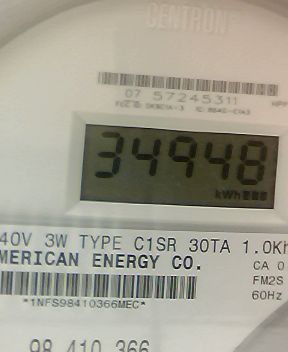 CENTRON
07 57245311
34948
kWh
40V 3W TYPE C1SR 30TA 1.0Kh
MERICAN ENERGY CO.
CA 0
FM2S
60Hz
*1NFS98410366MEC*
98 410 366